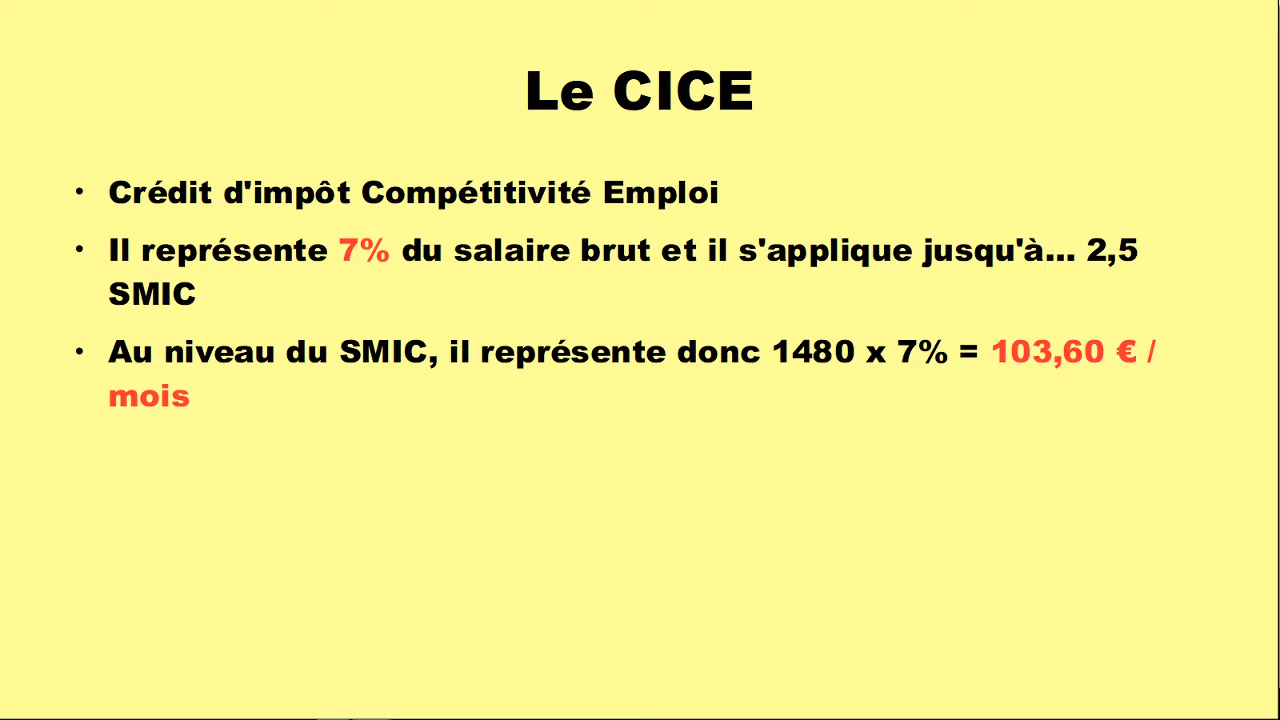 Le CICE
• Crédit d'impôt Compétitivité Emploi
• Il représente 7% du salaire brut et il s'applique jusqu'à... 2,5
SMIC
• Au niveau du SMIC, il représente donc 1480 x 7% = 103,60 € /
mois